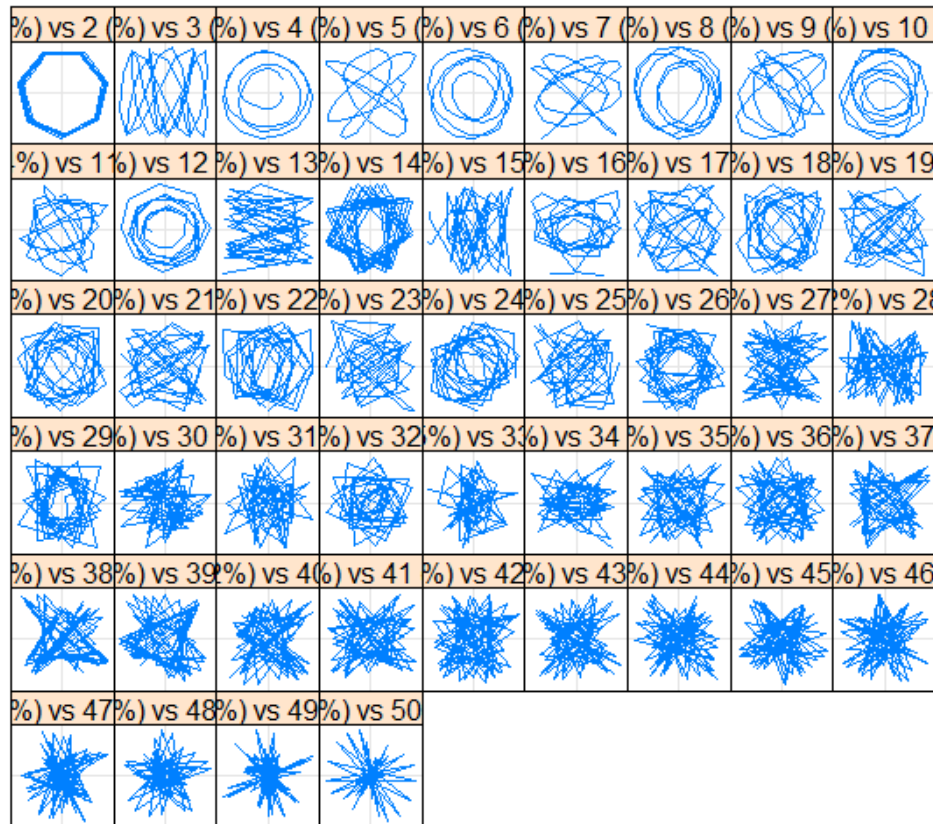 %) vs 2 ( %) vs 3 ( %) vs 4 ( %) vs 5 ( %) vs 6 ( %) vs 7 ( %) vs 8 ( %) vs 9 ( %) vs 10
%) vs 11 %) vs 12 %) vs 13 %) vs 14 %) vs 15 %) vs 16 %) vs 17 %) vs 18 %) vs 19
%) vs 20 %) vs 21 %) vs 22 %) vs 23 %) vs 24 %) vs 25 %) vs 26 %) vs 27 2%) vs 28
%) vs 29 %) vs 30 %) vs 31 %) vs 32 %) vs 33 %) vs 34 %) vs 35 %) vs 36 %) vs 37
%) vs 38 %) vs 39 2%) vs 40 %) vs 41 %) vs 42 %) vs 43 %) vs 44 %) vs 45 %) vs 46
%) vs 47 %) vs 48 %) vs 49 %) vs 50